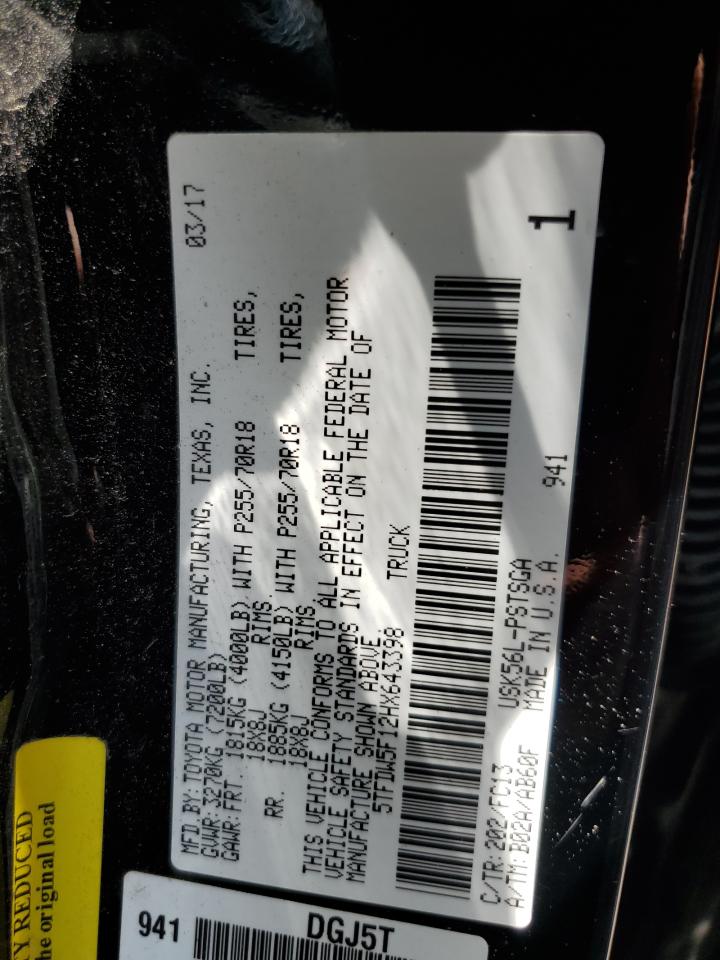 MFD.BY:TOYOTA MOTOR MANUFACTURING, TEXAS, INC. 03/17
GVWR:3270KG (7200LB)
GAWR:FRT. 1815KG (4000LB) WITH P255/70R18 TIRES,
18X8J RIMS
RR. 1885KG (4150LB) WITH P255/70R18 TIRES,
18X8J RIMS
THIS VEHICLE CONFORMS TO ALL APPLICABLE FEDERAL MOTOR
VEHICLE SAFETY STANDARDS IN EFFECT ON THE DATE OF
MANUFACTURE SHOWN ABOVE.
5TFDW5F12HX643398 TRUCK
C/TR:202/FC13 USK56L-PSTSGA 941
A/TM:B02A/AB60F MADE IN U.S.A.
1
REDUCED
he original load
941
DGJ5T